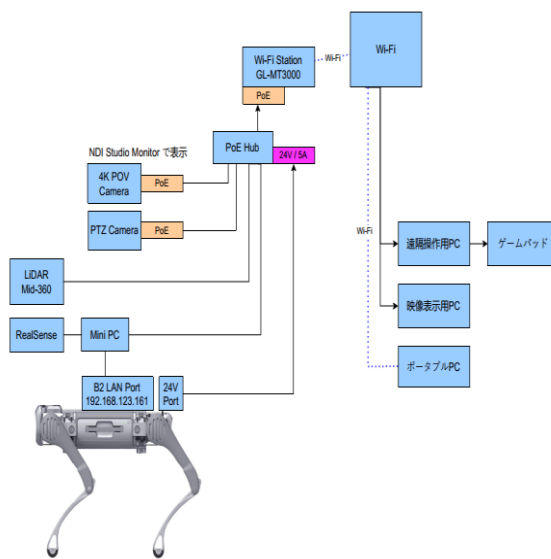 Wi-Fi Station
GL-MT3000
PoE
Wi-Fi
Wi-Fi
NDI Studio Monitor で表示
PoE Hub
24V / 5A
4K POV
Camera
PoE
PTZ Camera
PoE
Wi-Fi
遠隔操作用PC
ゲームパッド
LiDAR
Mid-360
映像表示用PC
RealSense
Mini PC
ポータブルPC
B2 LAN Port
192.168.123.161
24V
Port